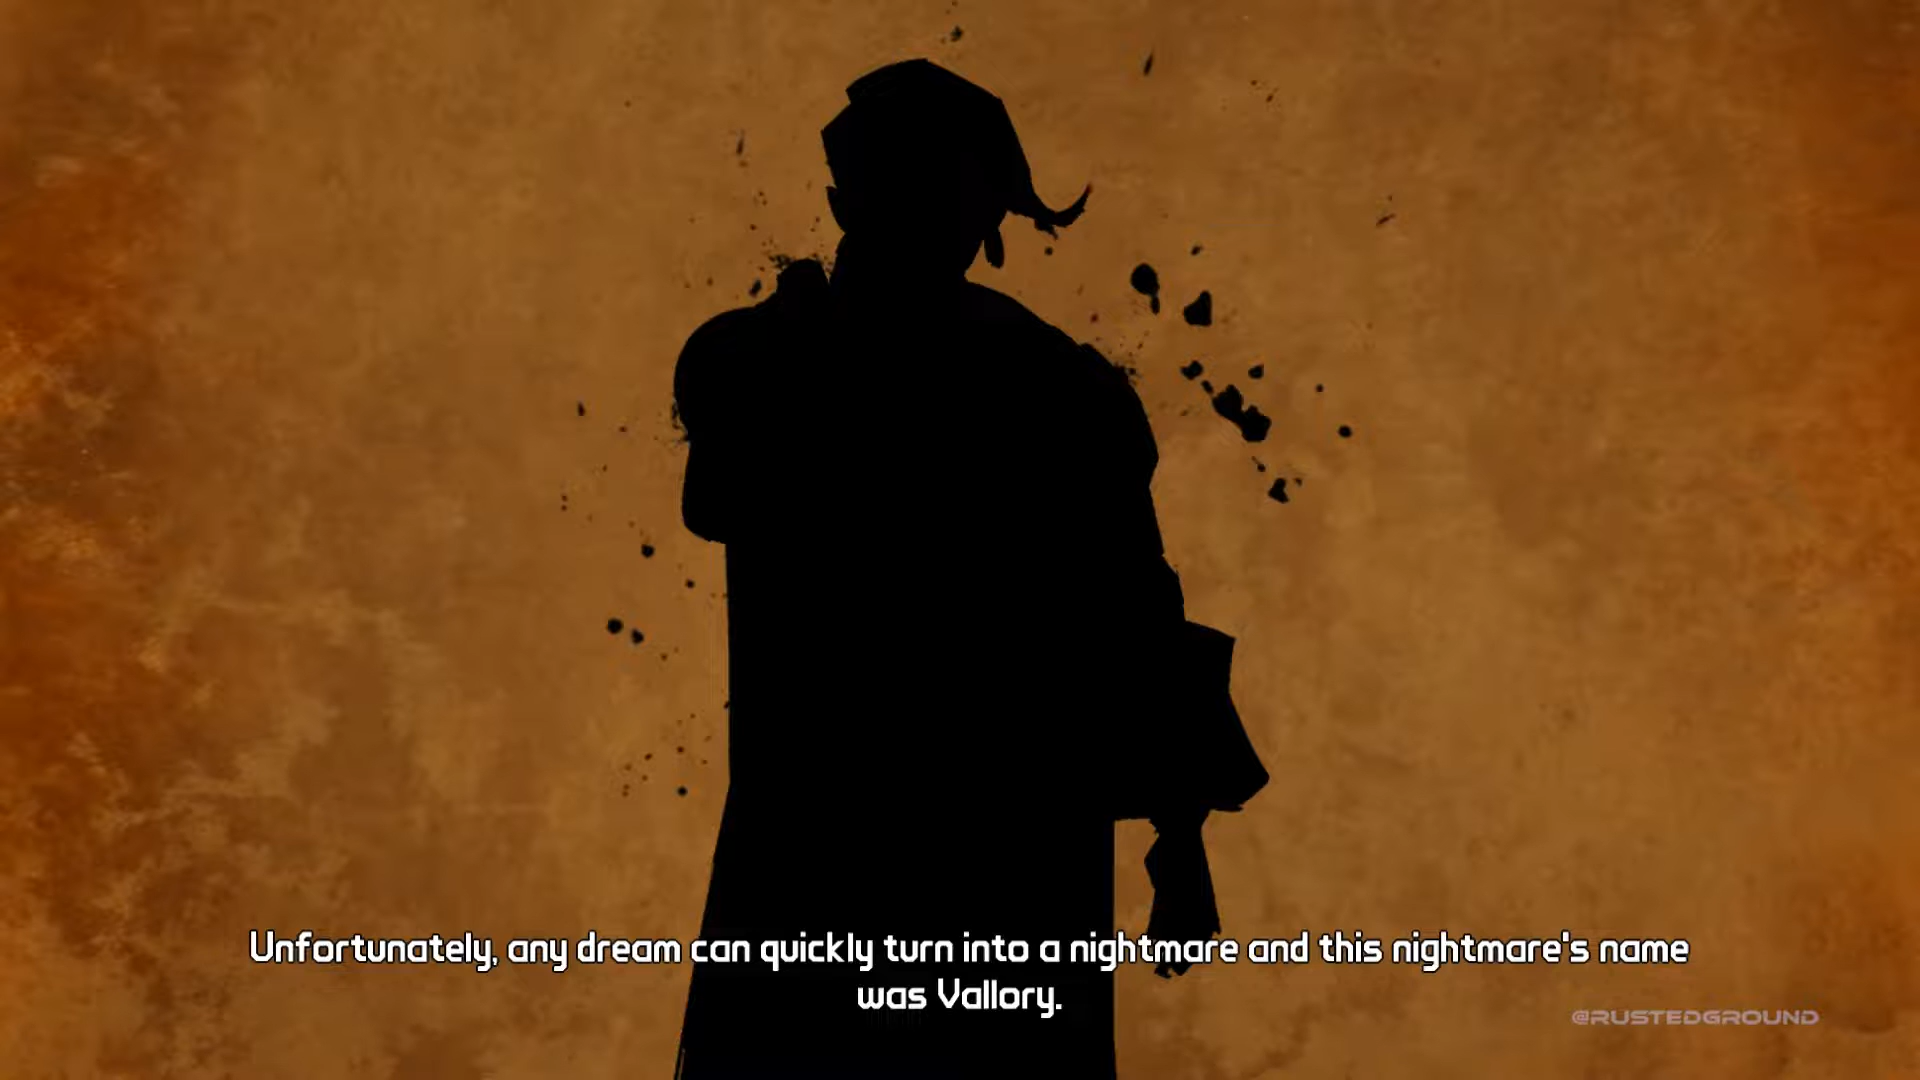 Unfortunately, any dream can quickly turn into a nightmare and this nightmare's name
was Vallory.
@RUSTEDGROUND